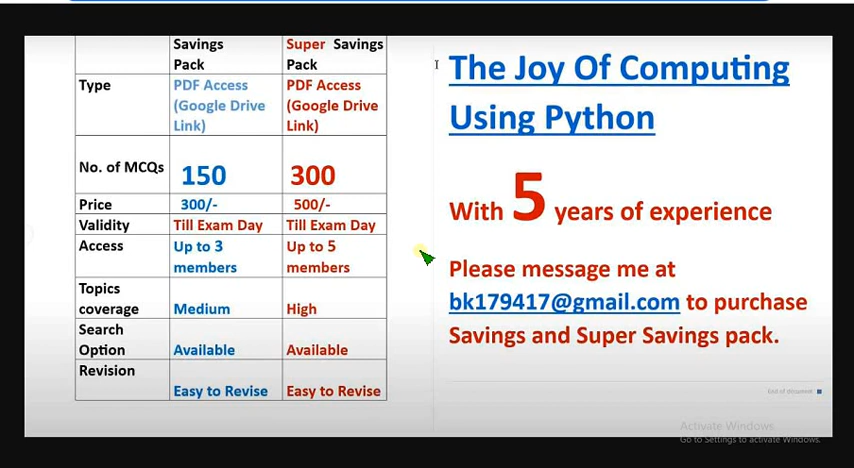 Savings Super Savings
Pack Pack
Type PDF Access PDF Access
(Google Drive (Google Drive
Link) Link)
No. of MCQs 150 300
Price 300/- 500/-
Validity Till Exam Day Till Exam Day
Access Up to 3 Up to 5
members members
Topics
coverage Medium High
Search
Option Available Available
Revision
Easy to Revise Easy to Revise
The Joy Of Computing
Using Python
With 5 years of experience
Please message me at
bk179417@gmail.com to purchase
Savings and Super Savings pack.
End of document
Activate Windows
Go to Settings to activate Windows.